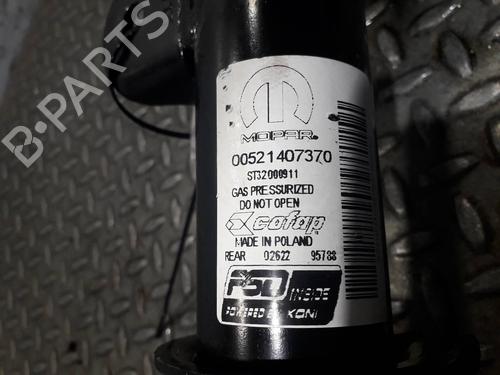 B-PARTS
MOPAR
00521407370
ST32000911
GAS PRESSURIZED
DO NOT OPEN
cofap
MADE IN POLAND
REAR 02622 95788
FSD INSIDE
POWERED BY KONI